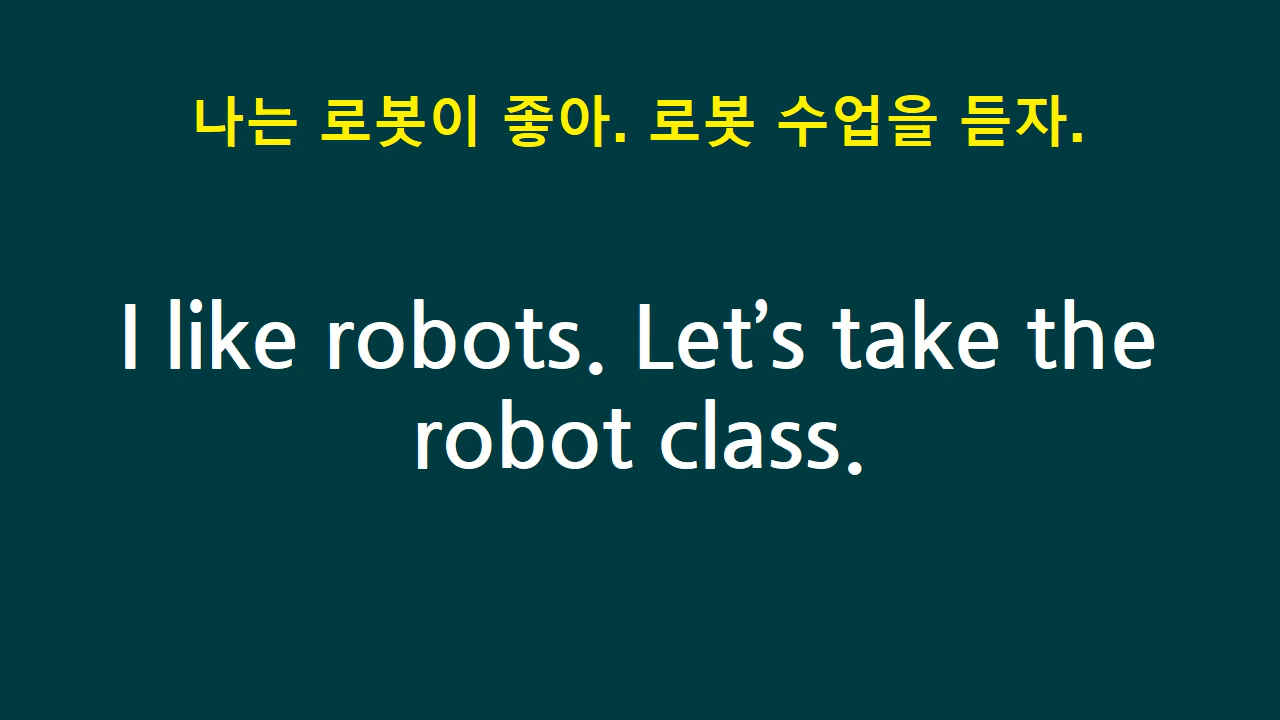 나는 로봇이 좋아. 로봇 수업을 듣자.
I like robots. Let’s take the
robot class.